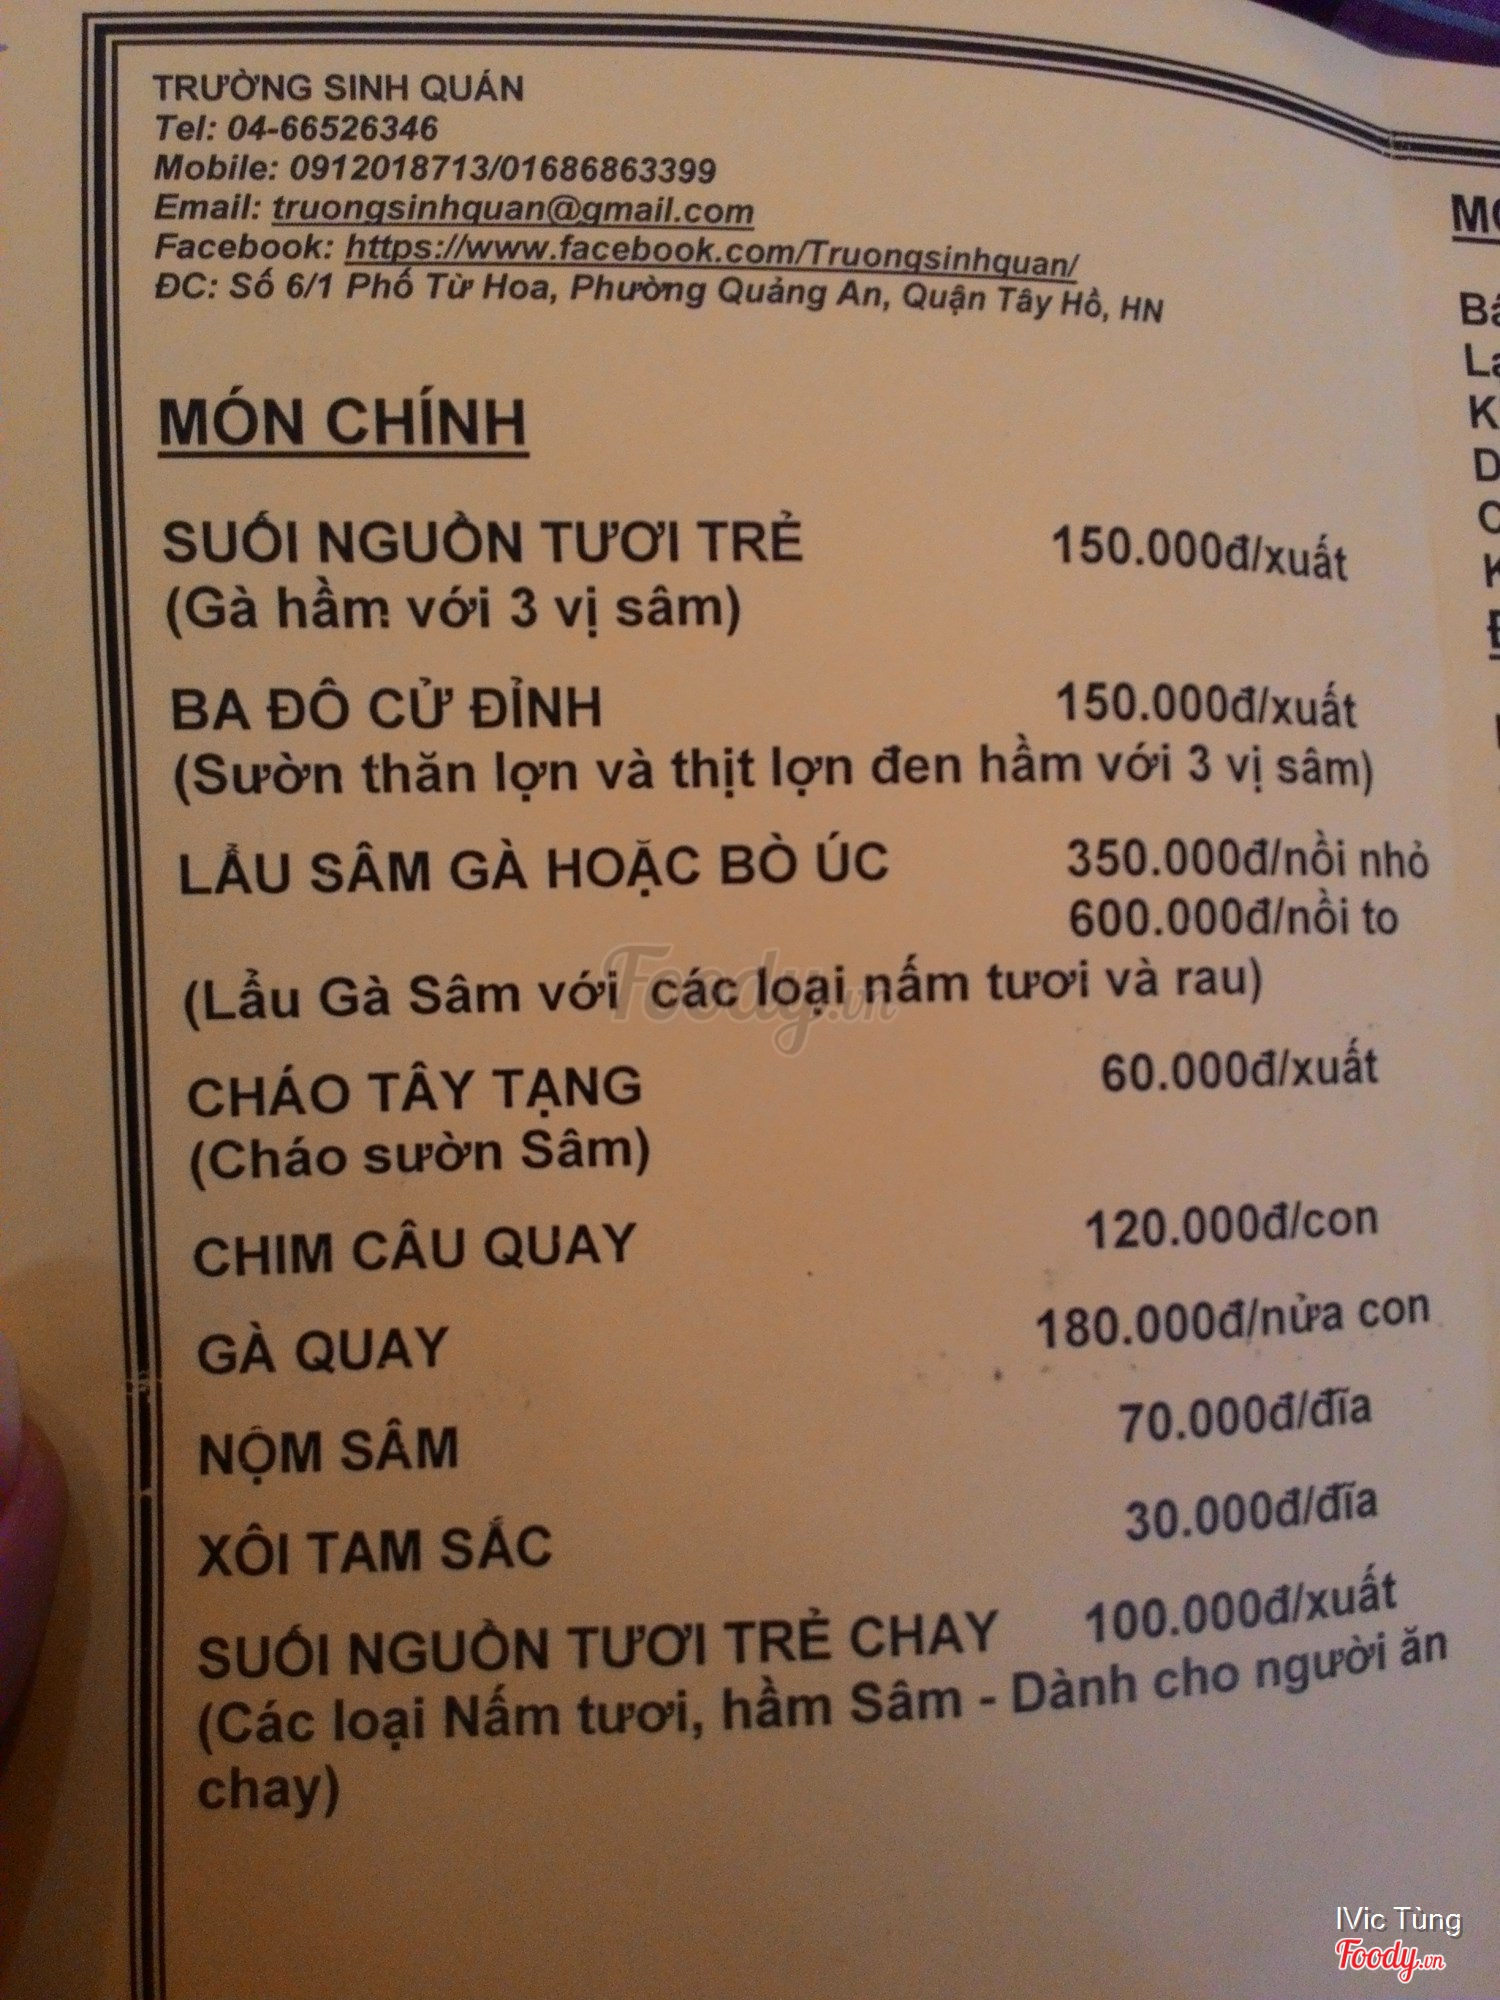 TRƯỜNG SINH QUÁN
Tel: 04-66526346
Mobile: 0912018713/01686863399
Email: truongsinhquan@gmail.com
Facebook: https://www.facebook.com/Truongsinhquan/
ĐC: Số 6/1 Phố Từ Hoa, Phường Quảng An, Quận Tây Hồ, HN
MÓN CHÍNH
SUỐI NGUỒN TƯƠI TRẺ 150.000đ/xuất
(Gà hầm với 3 vị sâm)
BA ĐÔ CỬ ĐỈNH 150.000đ/xuất
(Sườn thăn lợn và thịt lợn đen hầm với 3 vị sâm)
LẨU SÂM GÀ HOẶC BÒ ÚC 350.000đ/nồi nhỏ
600.000đ/nồi to
(Lẩu Gà Sâm với các loại nấm tươi và rau)
CHÁO TÂY TẠNG 60.000đ/xuất
(Cháo sườn Sâm)
CHIM CÂU QUAY 120.000đ/con
GÀ QUAY 180.000đ/nửa con
NỘM SÂM 70.000đ/đĩa
XÔI TAM SẮC 30.000đ/đĩa
SUỐI NGUỒN TƯƠI TRẺ CHAY 100.000đ/xuất
(Các loại Nấm tươi, hầm Sâm - Dành cho người ăn
chay)
Foody.vn
IVic Tùng
Foody.vn